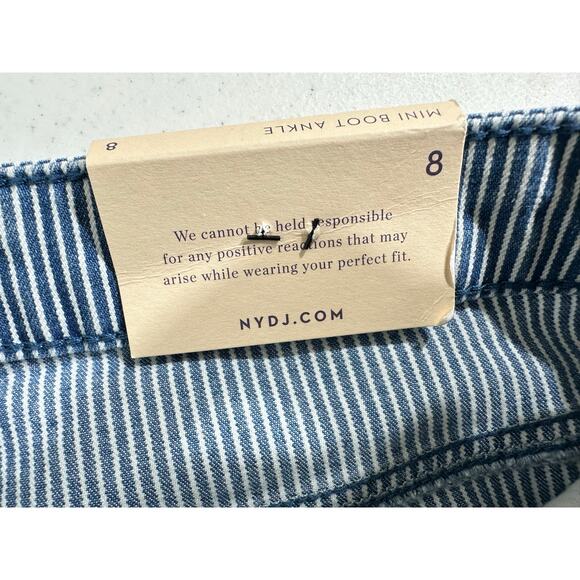 MINI BOOT ANKLE
8
8
We cannot be held responsible
for any positive reactions that may
arise while wearing your perfect fit.
NYDJ.COM